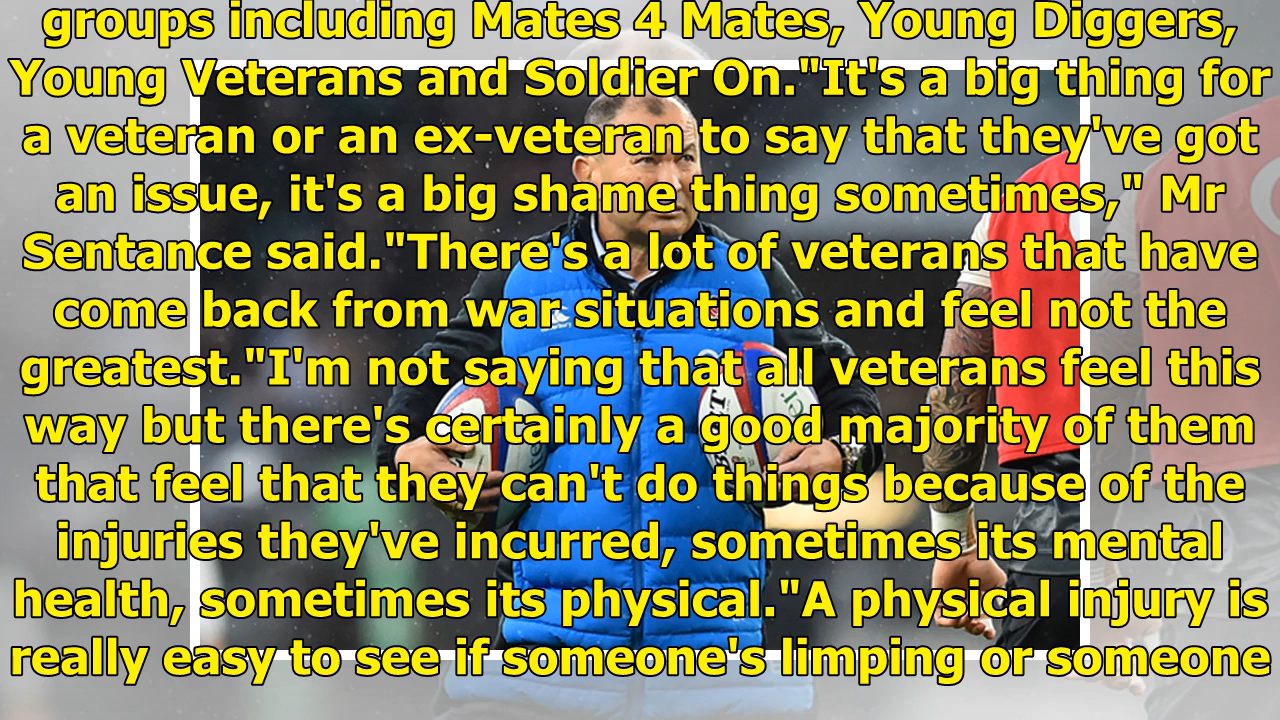 groups including Mates 4 Mates, Young Diggers,
Young Veterans and Soldier On."It's a big thing for
a veteran or an ex-veteran to say that they've got
an issue, it's a big shame thing sometimes," Mr
Sentance said."There's a lot of veterans that have
come back from war situations and feel not the
greatest."I'm not saying that all veterans feel this
way but there's certainly a good majority of them
that feel that they can't do things because of the
injuries they've incurred, sometimes its mental
health, sometimes its physical."A physical injury is
really easy to see if someone's limping or someone